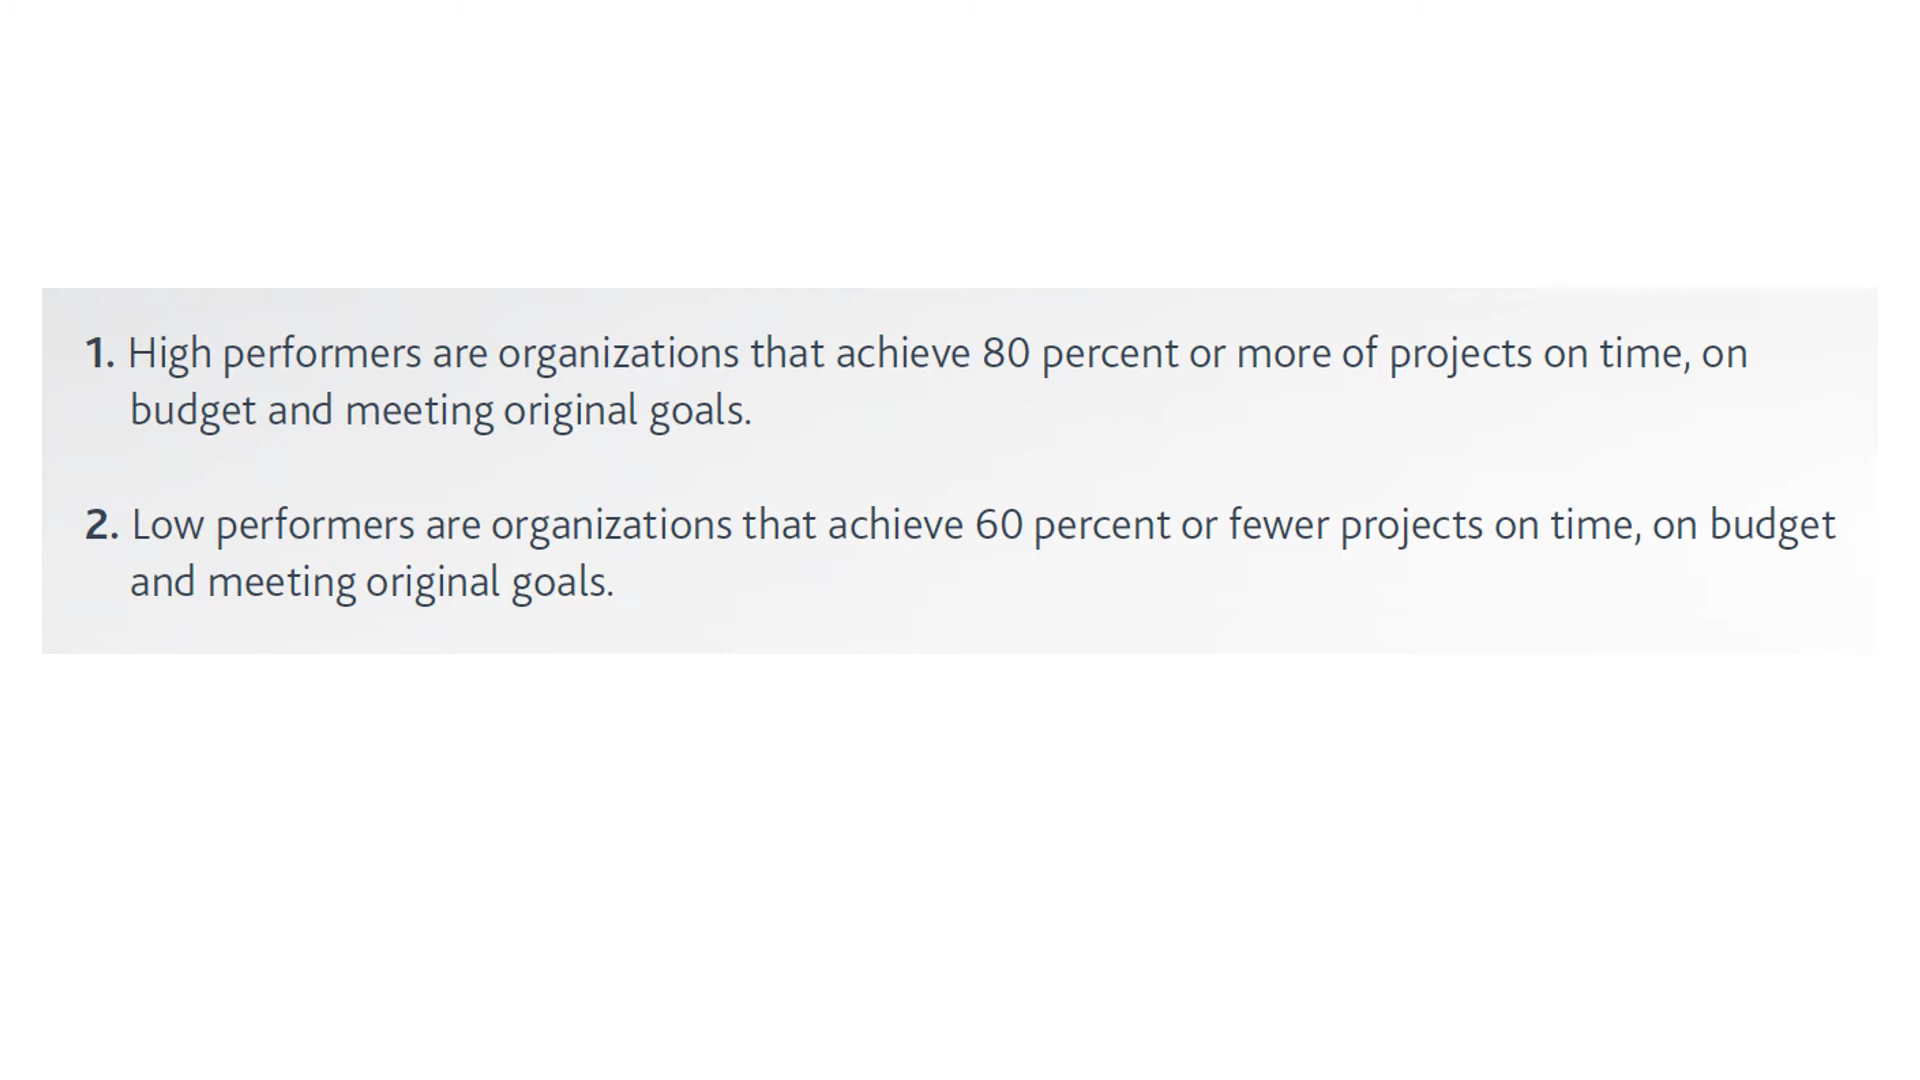 1. High performers are organizations that achieve 80 percent or more of projects on time, on
budget and meeting original goals.
2. Low performers are organizations that achieve 60 percent or fewer projects on time, on budget
and meeting original goals.